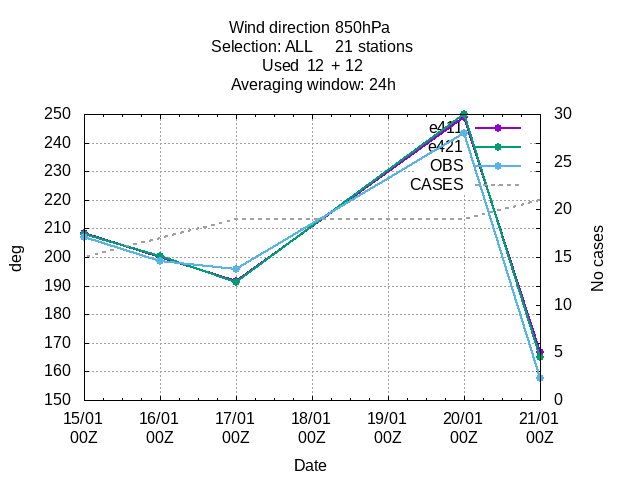 Wind direction 850hPa
Selection: ALL 21 stations
Used 12 + 12
Averaging window: 24h
250
240
230
220
210
200
190
180
170
160
150
deg
30
25
20
15
10
5
0
No cases
e411
e421
OBS
CASES
15/01 16/01 17/01 18/01 19/01 20/01 21/01
00Z 00Z 00Z 00Z 00Z 00Z 00Z
Date